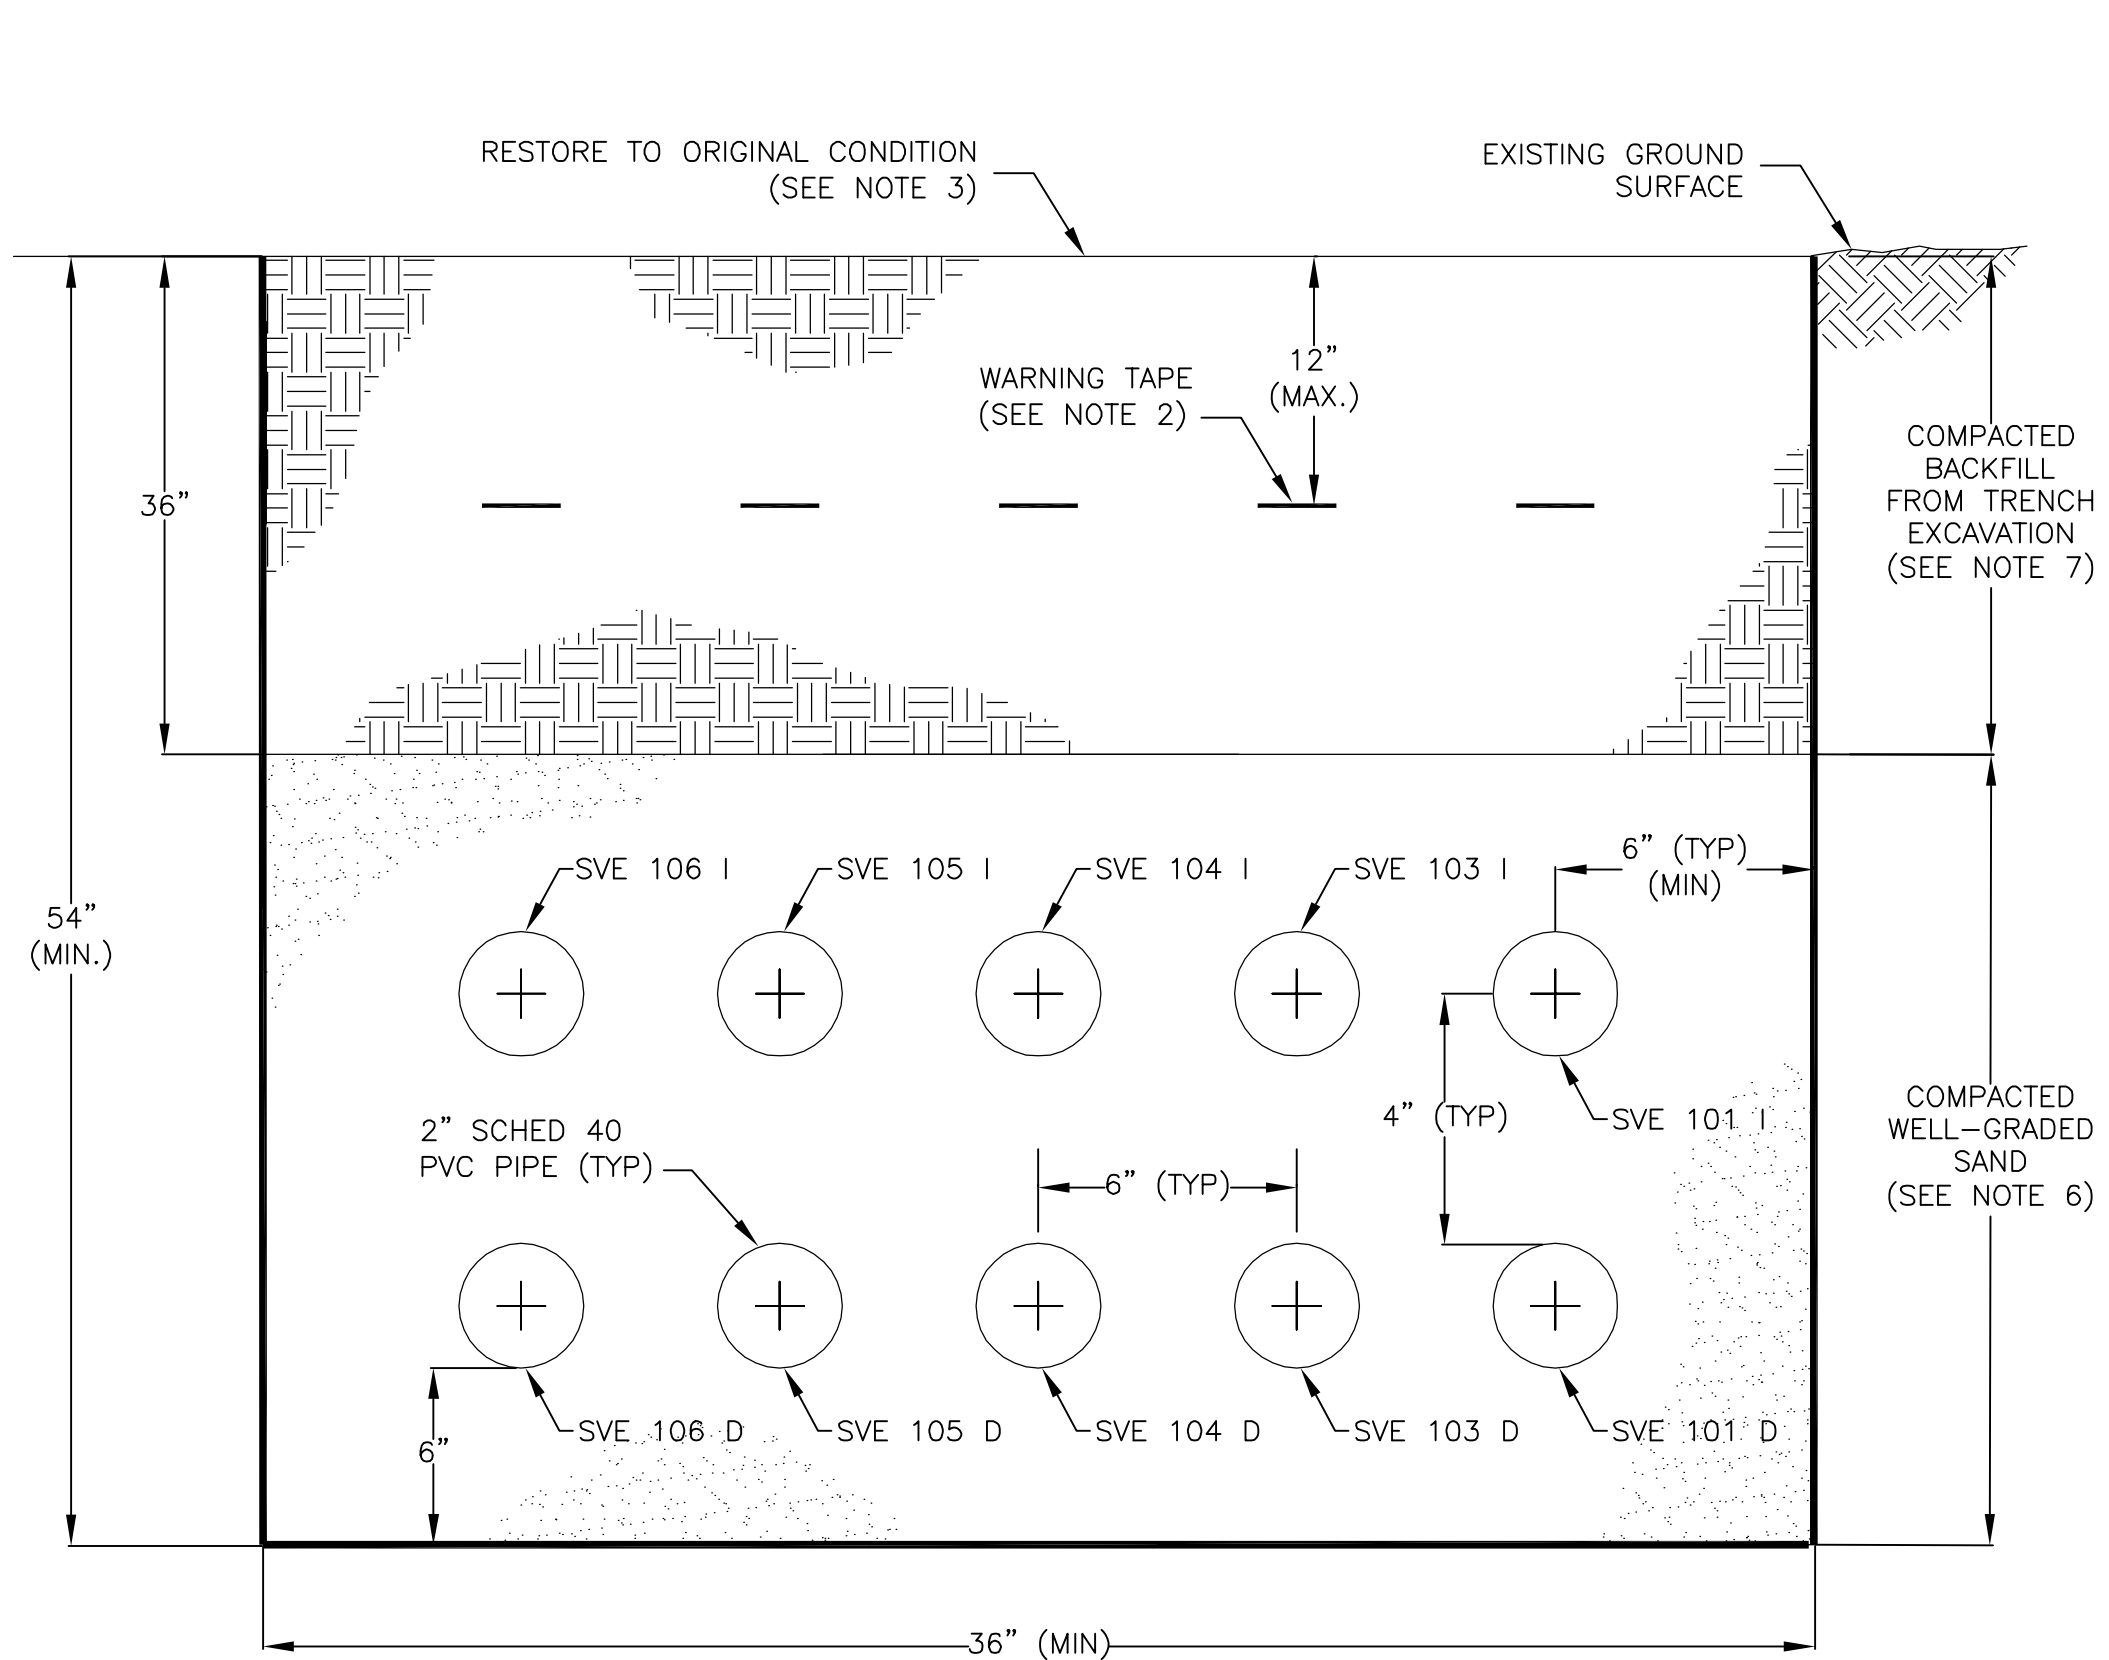 RESTORE TO ORIGINAL CONDITION
(SEE NOTE 3)
EXISTING GROUND
SURFACE
12”
(MAX.)
WARNING TAPE
(SEE NOTE 2)
36”
COMPACTED
BACKFILL
FROM TRENCH
EXCAVATION
(SEE NOTE 7)
54”
(MIN.)
SVE 106 I
SVE 105 I
SVE 104 I
SVE 103 I
6” (TYP)
(MIN)
4” (TYP)
SVE 101 I
2” SCHED 40
PVC PIPE (TYP)
6” (TYP)
COMPACTED
WELL-GRADED
SAND
(SEE NOTE 6)
6”
SVE 106 D
SVE 105 D
SVE 104 D
SVE 103 D
SVE 101 D
36” (MIN)